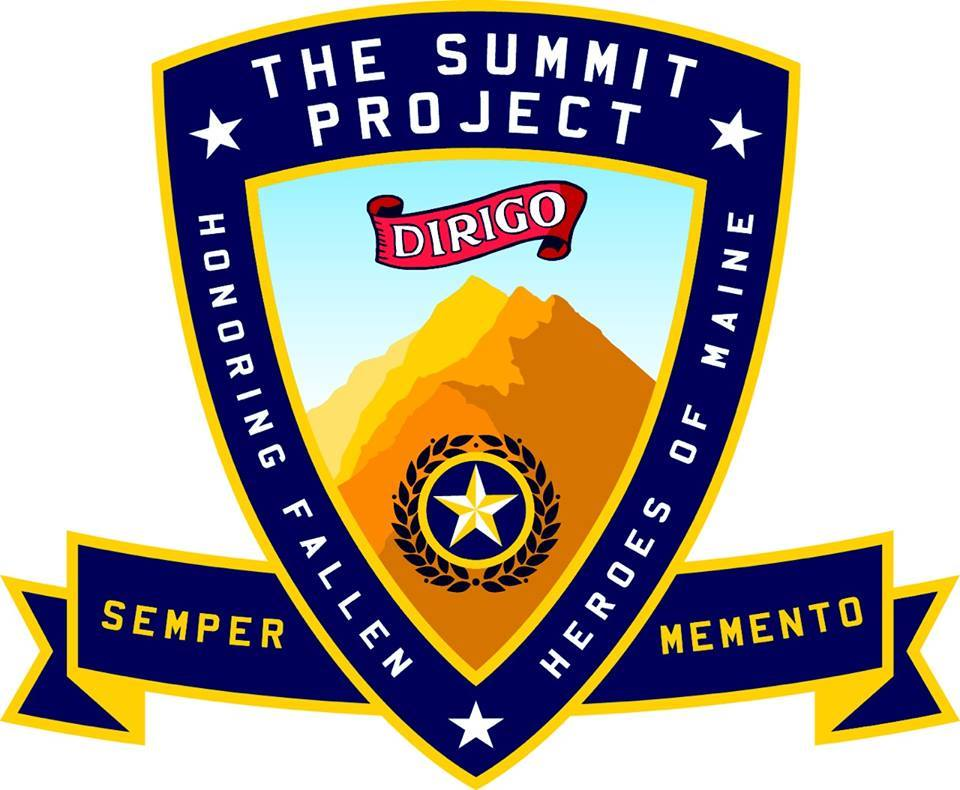 THE SUMMIT
PROJECT
DIRIGO
HONORING FALLEN
HEROES OF MAINE
SEMPER
MEMENTO